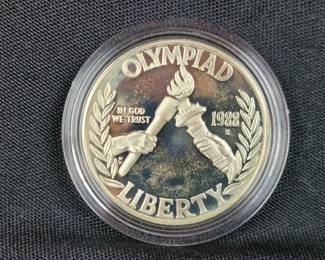 OLYMPIAD
IN GOD
WE TRUST
1988
LIBERTY